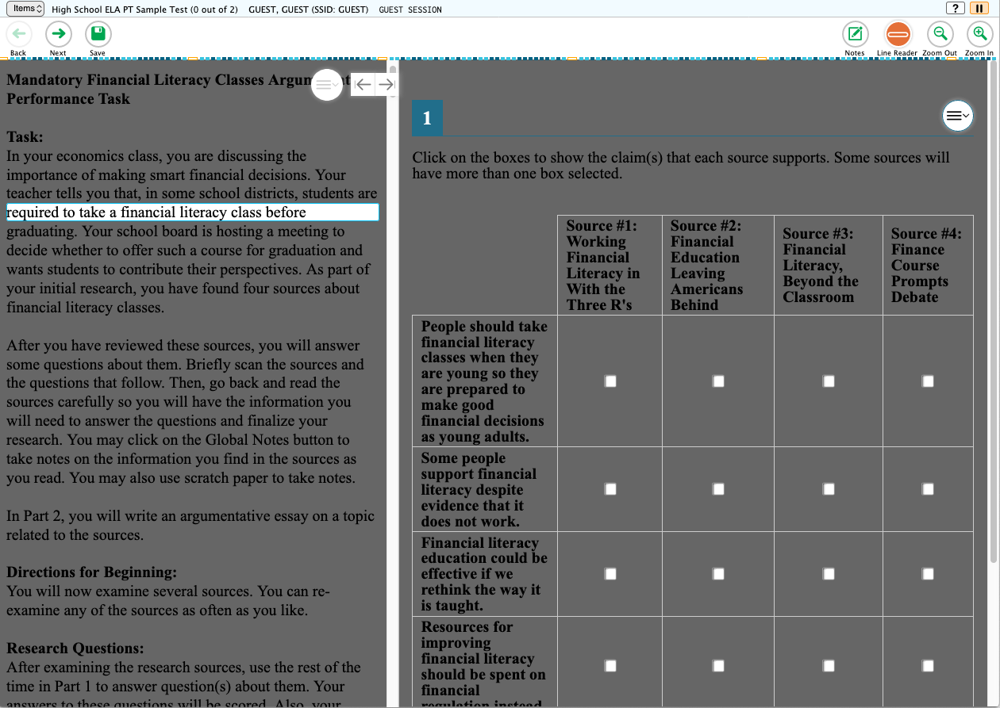 Items High School ELA PT Sample Test (0 out of 2) GUEST, GUEST (SSID: GUEST) GUEST SESSION ?
Back Next Save Notes Line Reader Zoom Out Zoom In
Mandatory Financial Literacy Classes
Performance Task
Task:
In your economics class, you are discussing the
importance of making smart financial decisions. Your
teacher tells you that, in some school districts, students are
required to take a financial literacy class before
graduating. Your school board is hosting a meeting to
decide whether to offer such a course for graduation and
wants students to contribute their perspectives. As part of
your initial research, you have found four sources about
financial literacy classes.
After you have reviewed these sources, you will answer
some questions about them. Briefly scan the sources and
the questions that follow. Then, go back and read the
sources carefully so you will have the information you
will need to answer the questions and finalize your
research. You may click on the Global Notes button to
take notes on the information you find in the sources as
you read. You may also use scratch paper to take notes.
In Part 2, you will write an argumentative essay on a topic
related to the sources.
Directions for Beginning:
You will now examine several sources. You can re-
examine any of the sources as often as you like.
Research Questions:
After examining the research sources, use the rest of the
time in Part 1 to answer question(s) about them. Your
answers to these questions will be scored. Also, your
1
Click on the boxes to show the claim(s) that each source supports. Some sources will
have more than one box selected.
Source #1:
Working
Financial
Literacy in
With the
Three R's
Source #2:
Financial
Education
Leaving
Americans
Behind
Source #3:
Financial
Literacy,
Beyond the
Classroom
Source #4:
Finance
Course
Prompts
Debate
People should take
financial literacy
classes when they
are young so they
are prepared to
make good
financial decisions
as young adults.
Some people
support financial
literacy despite
evidence that it
does not work.
Financial literacy
education could be
effective if we
rethink the way it
is taught.
Resources for
improving
financial literacy
should be spent on
financial
regulation instead